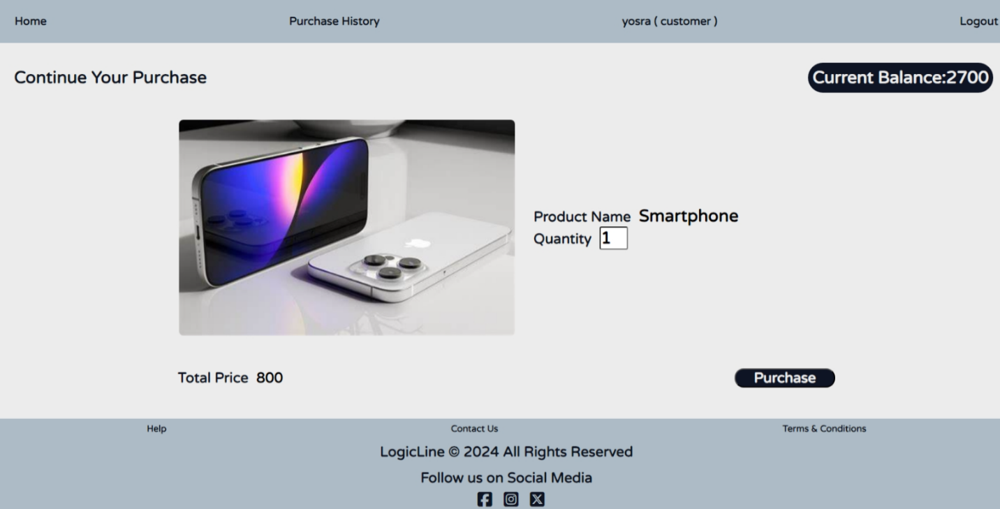 Home Purchase History yosra ( customer ) Logout
Continue Your Purchase Current Balance:2700
Product Name Smartphone
Quantity 1
Total Price 800 Purchase
Help Contact Us Terms & Conditions
LogicLine © 2024 All Rights Reserved
Follow us on Social Media